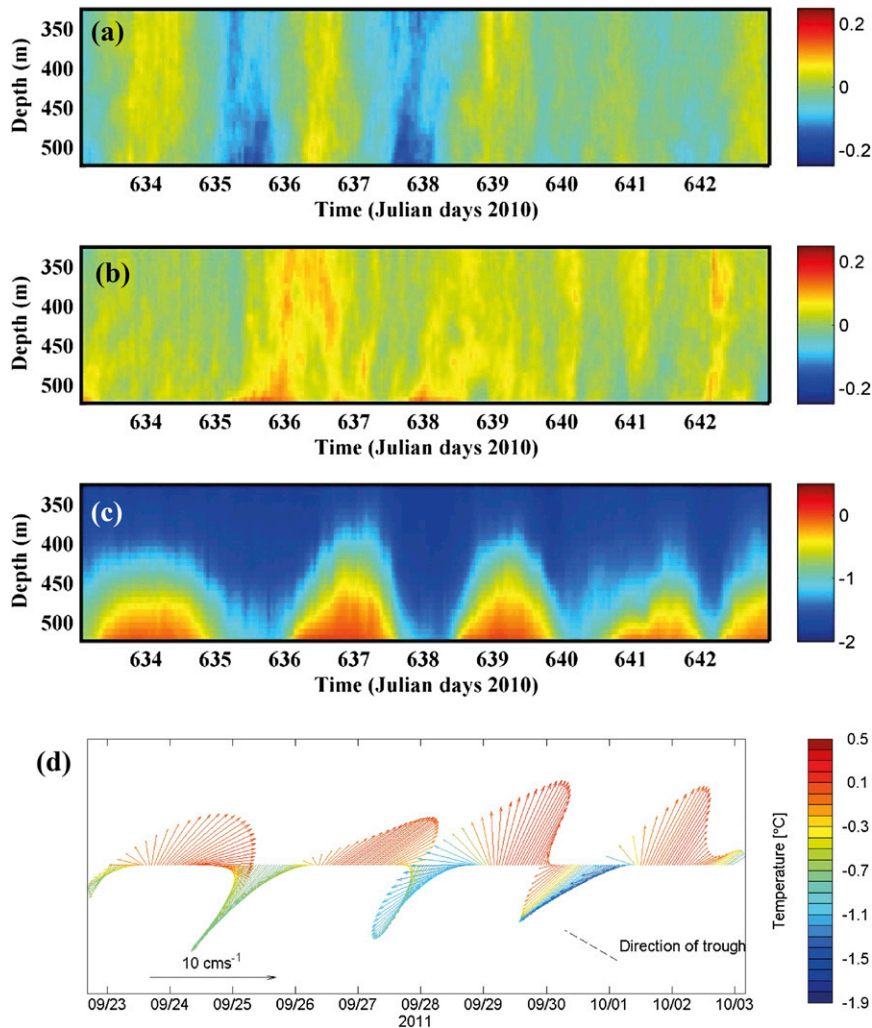 (a)
Depth (m)
350
400
450
500
634 635 636 637 638 639 640 641 642
Time (Julian days 2010)
0.2
0
-0.2
(b)
Depth (m)
350
400
450
500
634 635 636 637 638 639 640 641 642
Time (Julian days 2010)
0.2
0
-0.2
(c)
Depth (m)
350
400
450
500
634 635 636 637 638 639 640 641 642
Time (Julian days 2010)
0
-1
-2
(d)
10 cms⁻¹
Direction of trough
09/23 09/24 09/25 09/26 09/27 09/28 09/29 09/30 10/01 10/02 10/03
2011
0.5
0.1
-0.3
-0.7
-1.1
-1.5
-1.9
Temperature [°C]